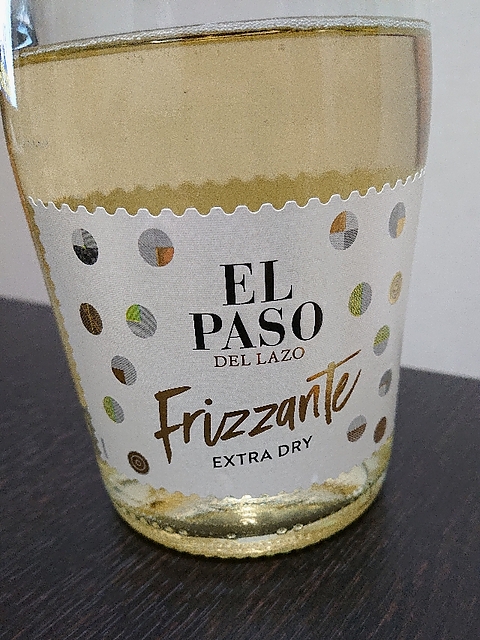 EL
PASO
DEL LAZO
Frizzante
EXTRA DRY